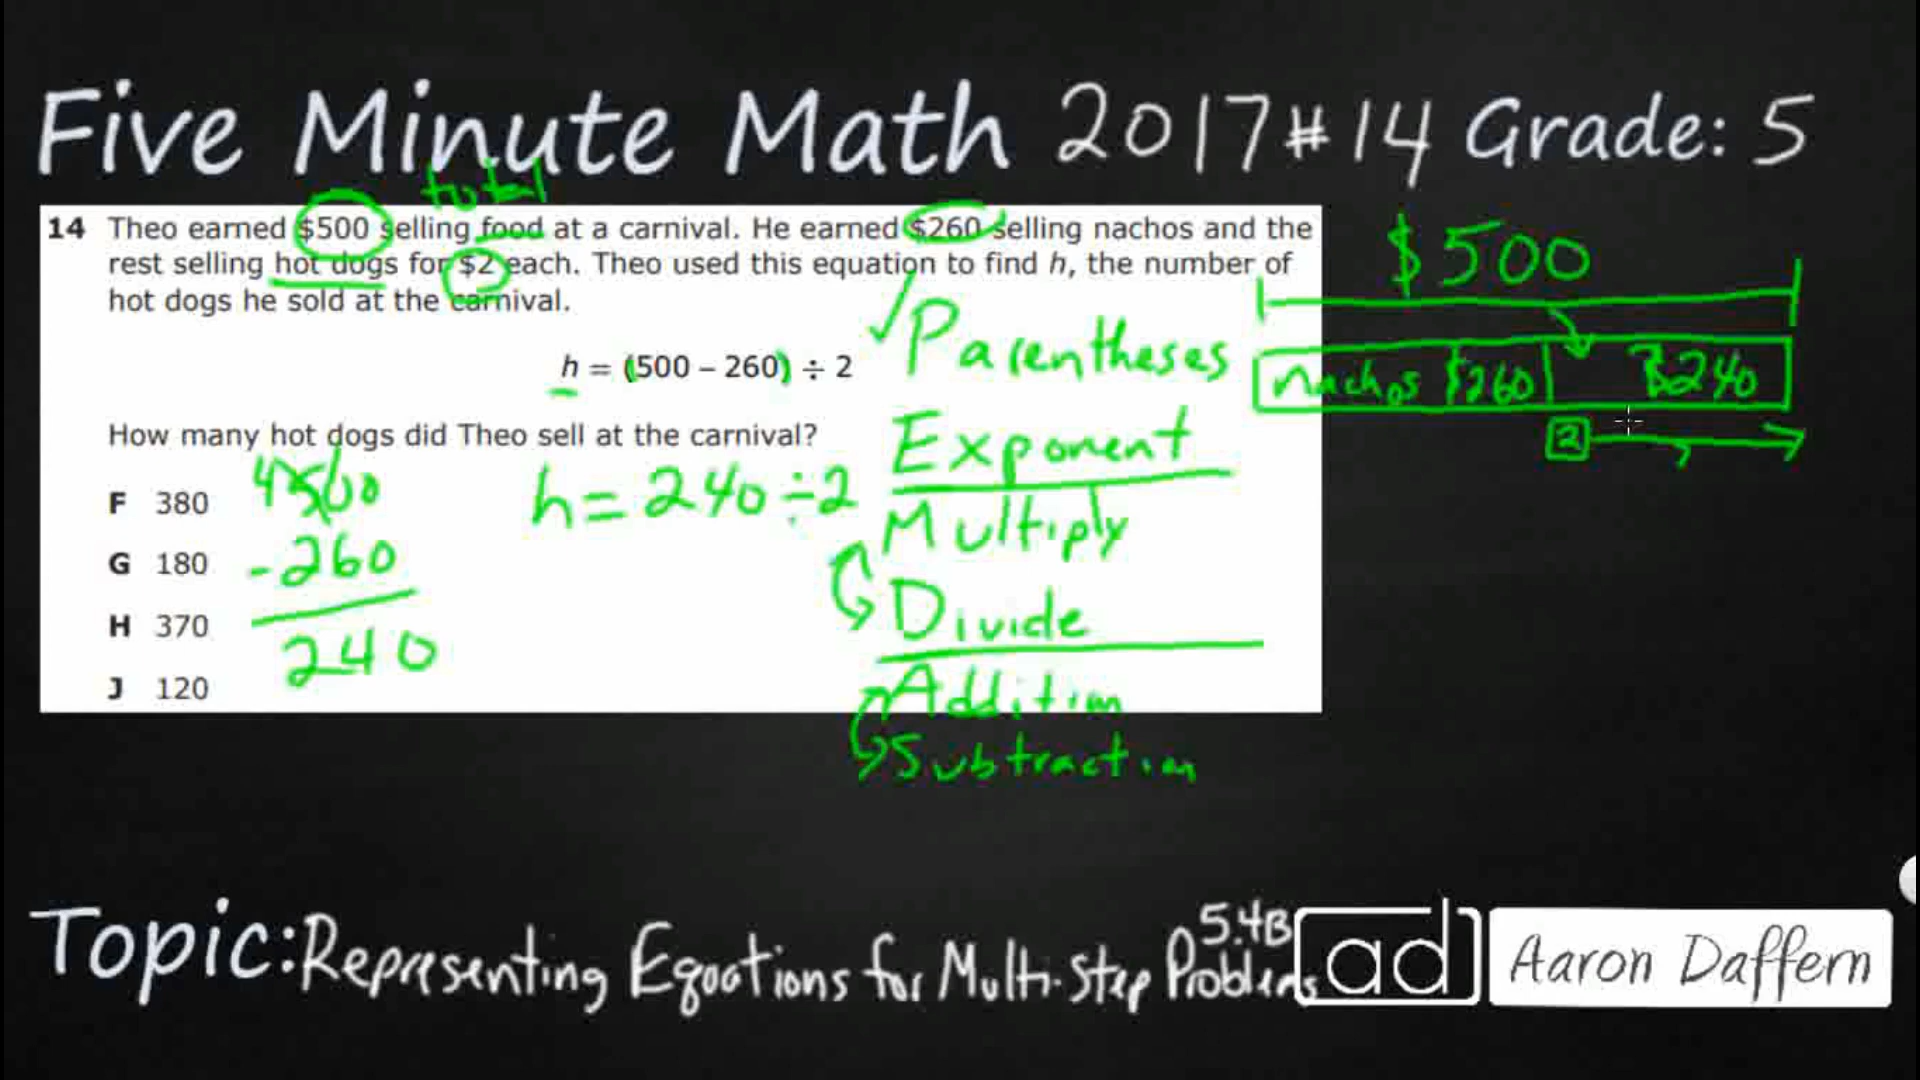 Five Minute Math 2017 #14 Grade: 5
total
14 Theo earned $500 selling food at a carnival. He earned $260 selling nachos and the
rest selling hot dogs for $2 each. Theo used this equation to find h, the number of
hot dogs he sold at the carnival.
h = (500 – 260) ÷ 2
How many hot dogs did Theo sell at the carnival?
F 380
G 180
H 370
J 120
4 500
-260
240
h = 240 ÷ 2
Parentheses
Exponent
Multiply
Divide
Addition
Subtraction
$500
nachos $260 $240
2
Topic: Representing Equations for Multi-Step Problems
5.4B
ad
Aaron Daffern